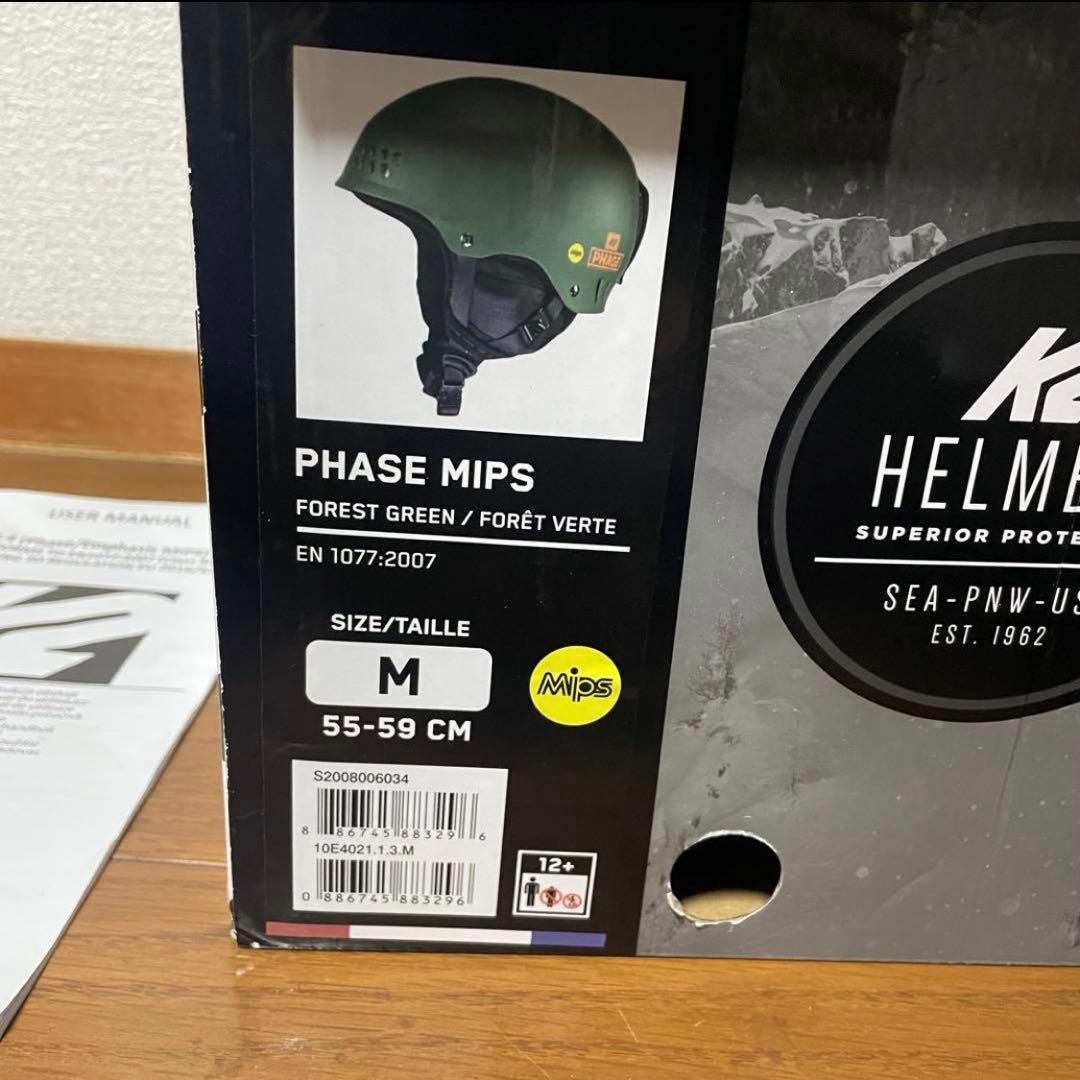 PHASE
PHASE MIPS
FOREST GREEN / FORÊT VERTE
EN 1077:2007
SIZE/TAILLE
M
55-59 CM
Mips
S2008006034
8 86745 88329 6
10E4021.1.3.M
0 886745 883296
12+
K2
HELME
SUPERIOR PROTE
SEA-PNW-US
EST. 1962
USER MANUAL